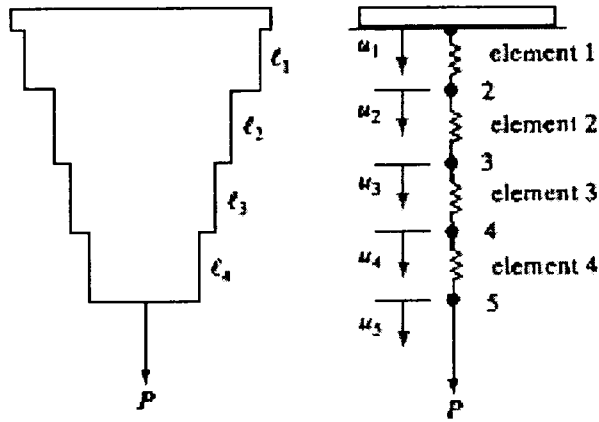 ℓ₁
ℓ₂
ℓ₃
ℓ₄
P
u₁
element 1
2
u₂
element 2
3
u₃
element 3
4
u₄
element 4
5
u₅
P